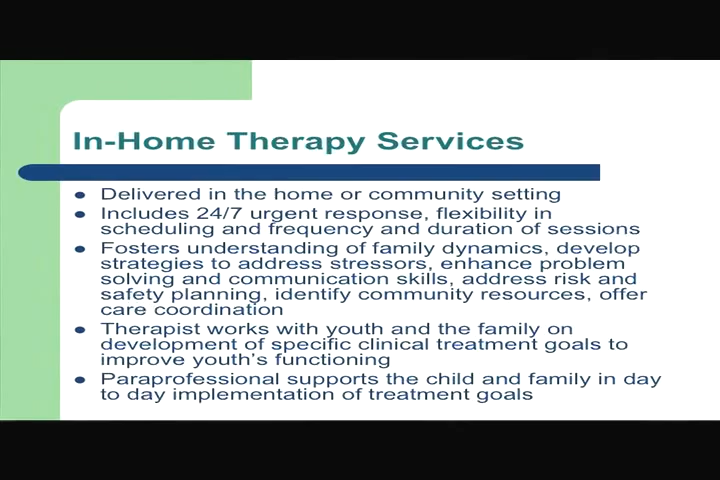 In-Home Therapy Services
● Delivered in the home or community setting
● Includes 24/7 urgent response, flexibility in
scheduling and frequency and duration of sessions
● Fosters understanding of family dynamics, develop
strategies to address stressors, enhance problem
solving and communication skills, address risk and
safety planning, identify community resources, offer
care coordination
● Therapist works with youth and the family on
development of specific clinical treatment goals to
improve youth's functioning
● Paraprofessional supports the child and family in day
to day implementation of treatment goals